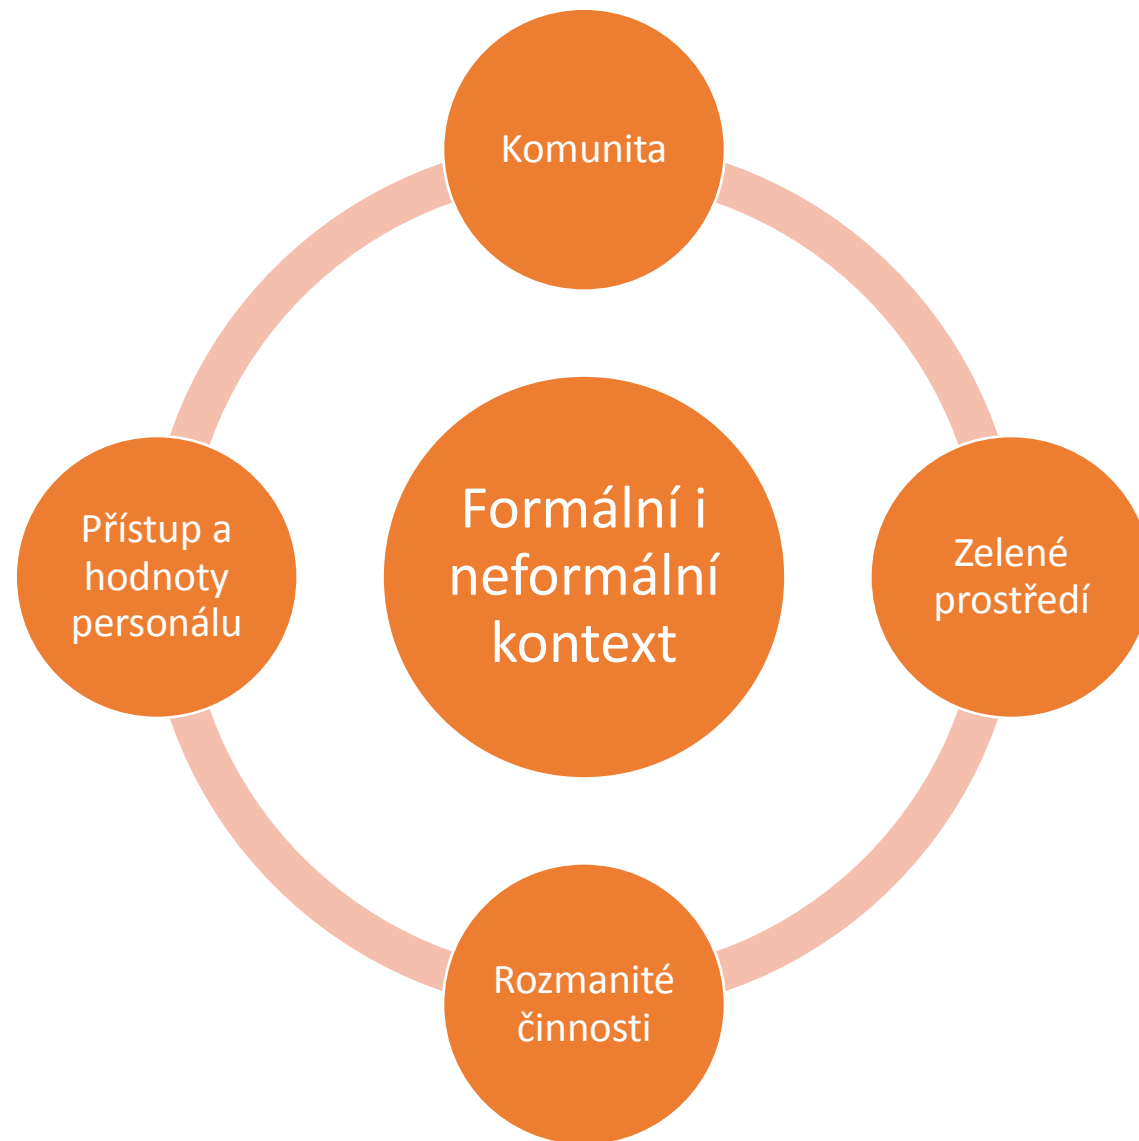 Komunita
Přístup a
hodnoty
personálu
Formální i
neformální
kontext
Zelené
prostředí
Rozmanité
činnosti